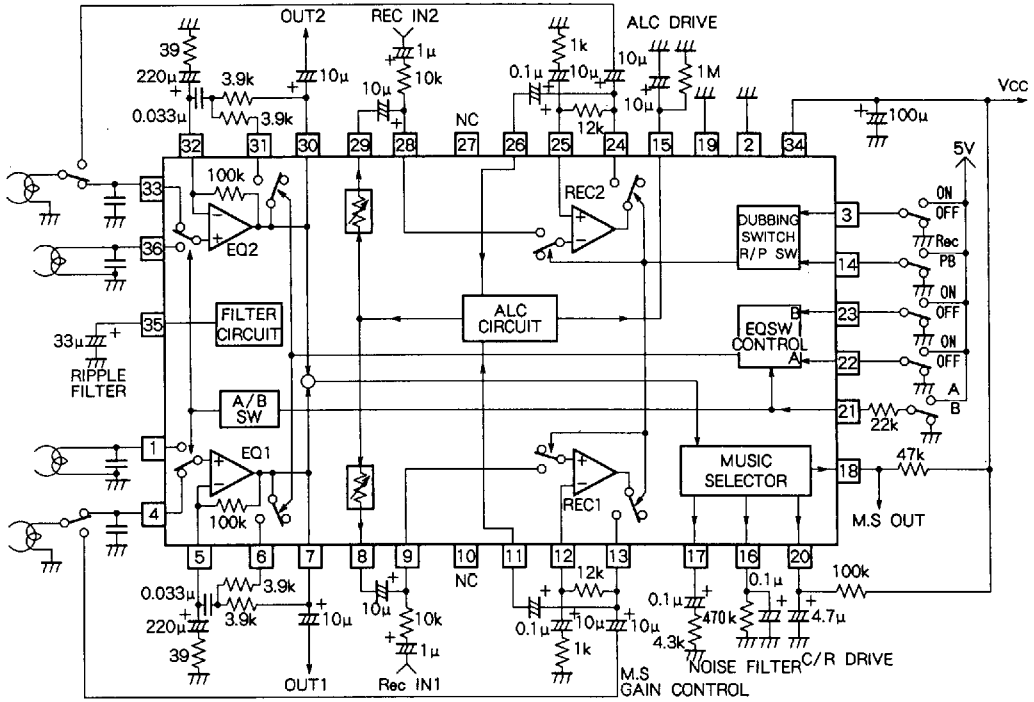 OUT2
REC IN2
ALC DRIVE
Vcc
39
220μ
3.9k
3.9k
0.033μ
10μ
1μ
10k
10μ
1k
10μ
0.1μ
10μ
12k
10μ
1M
100μ
5V
NC
32
31
30
29
28
27
26
25
24
15
19
2
34
33
36
35
1
4
100k
EQ2
REC2
DUBBING
SWITCH
R/P SW
3
14
23
22
21
18
ON
OFF
Rec
PB
ON
OFF
ON
OFF
A
B
22k
47k
FILTER
CIRCUIT
33μ
RIPPLE
FILTER
ALC
CIRCUIT
B
EQSW
CONTROL
A
A/B
SW
EQ1
100k
REC1
MUSIC
SELECTOR
M.S OUT
5
6
7
8
9
10
11
12
13
17
16
20
NC
0.033μ
3.9k
3.9k
220μ
39
10μ
10μ
10k
1μ
12k
0.1μ
10μ
10μ
1k
0.1μ
4.3k
470k
0.1μ
4.7μ
100k
OUT1
Rec IN1
M.S
GAIN CONTROL
NOISE FILTER
C/R DRIVE